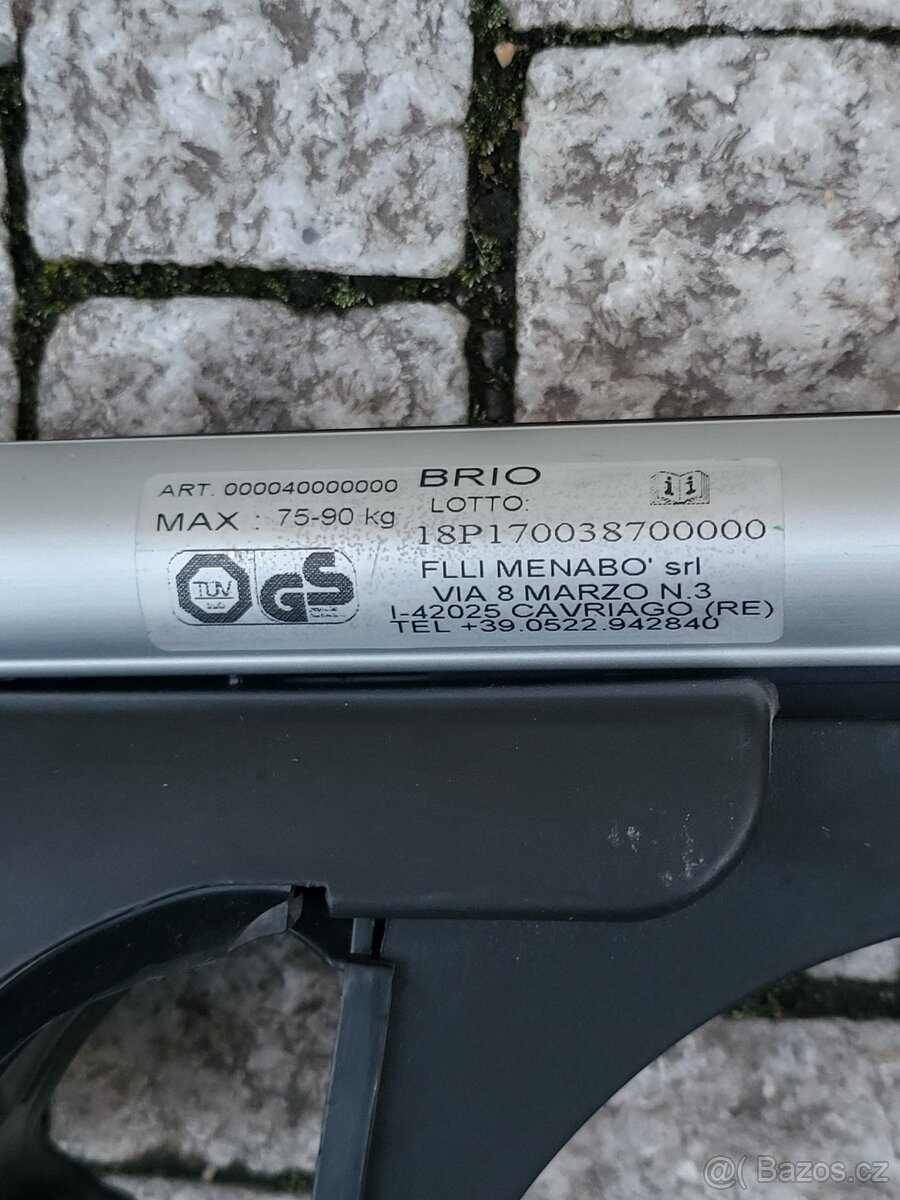 ART. 000040000000
MAX : 75-90 kg
BRIO
LOTTO:
18P170038700000
FLLI MENABO' srl
VIA 8 MARZO N.3
I-42025 CAVRIAGO (RE)
TEL +39.0522.942840
TÜV
GS
@( Bazos.cz